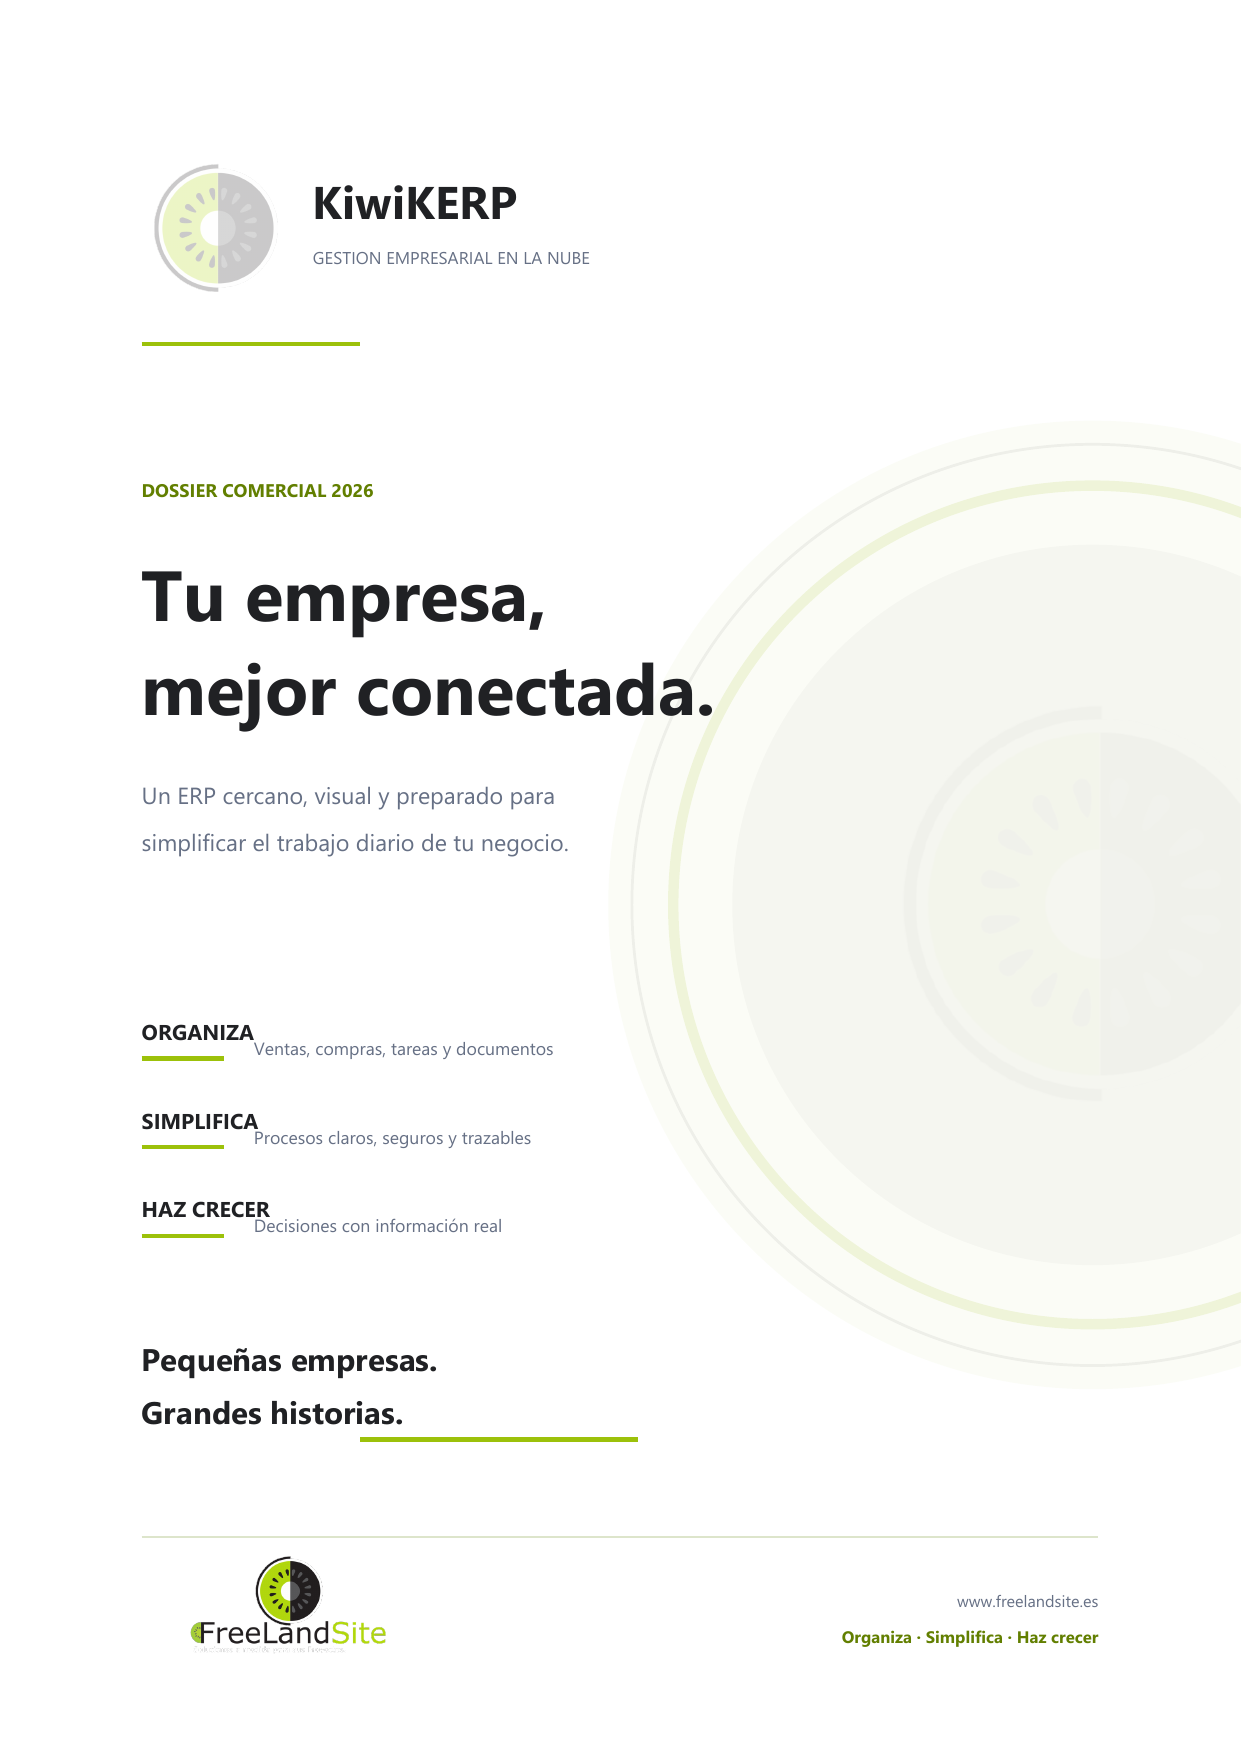 KiwiKERP
GESTION EMPRESARIAL EN LA NUBE
DOSSIER COMERCIAL 2026
Tu empresa,
mejor conectada.
Un ERP cercano, visual y preparado para
simplificar el trabajo diario de tu negocio.
ORGANIZA
Ventas, compras, tareas y documentos
SIMPLIFICA
Procesos claros, seguros y trazables
HAZ CRECER
Decisiones con información real
Pequeñas empresas.
Grandes historias.
FreeLandSite
www.freelandsite.es
Organiza · Simplifica · Haz crecer